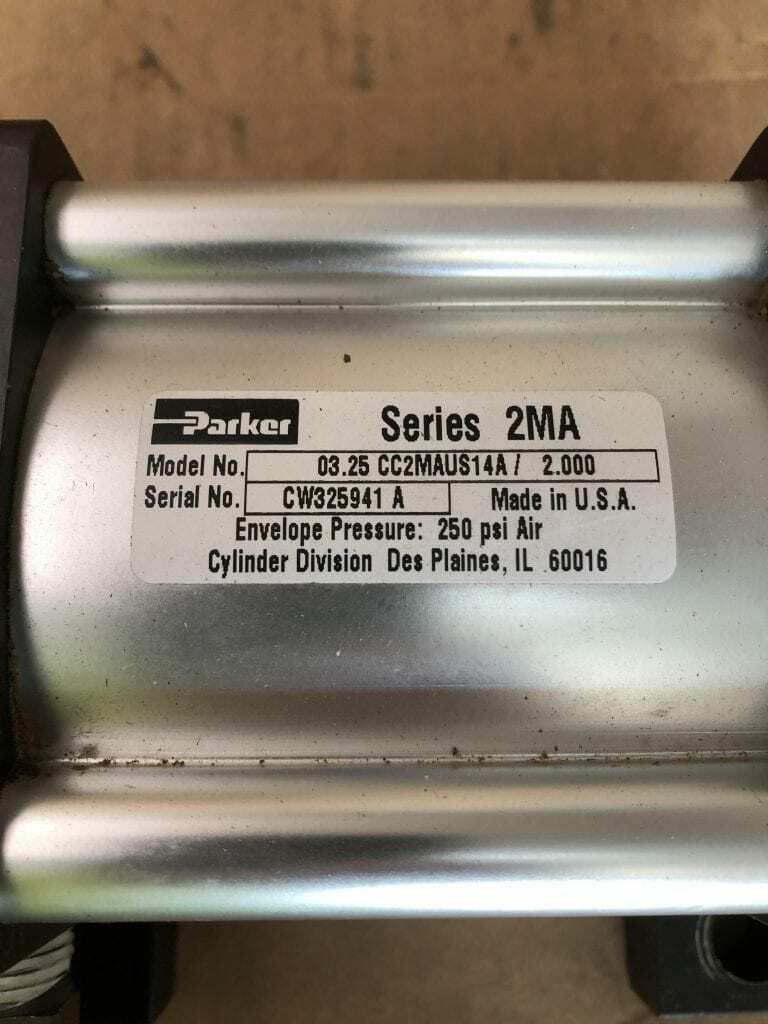 Parker Series 2MA
Model No. 03.25 CC2MAUS14A / 2.000
Serial No. CW325941 A Made in U.S.A.
Envelope Pressure: 250 psi Air
Cylinder Division Des Plaines, IL 60016